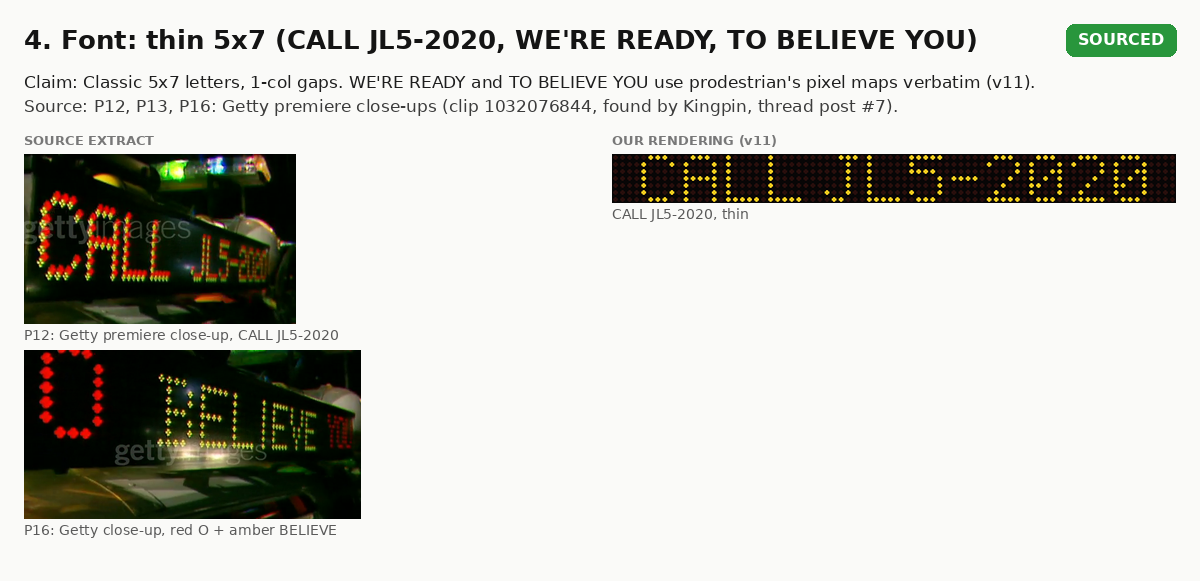 4. Font: thin 5x7 (CALL JL5-2020, WE'RE READY, TO BELIEVE YOU)
SOURCED
Claim: Classic 5x7 letters, 1-col gaps. WE'RE READY and TO BELIEVE YOU use prodestrian's pixel maps verbatim (v11).
Source: P12, P13, P16: Getty premiere close-ups (clip 1032076844, found by Kingpin, thread post #7).
SOURCE EXTRACT
OUR RENDERING (v11)
CALL JL5-2020
gettyimages
CALL JL5-2020
CALL JL5-2020, thin
P12: Getty premiere close-up, CALL JL5-2020
O BELIEVE YOU
gettyimages
P16: Getty close-up, red O + amber BELIEVE